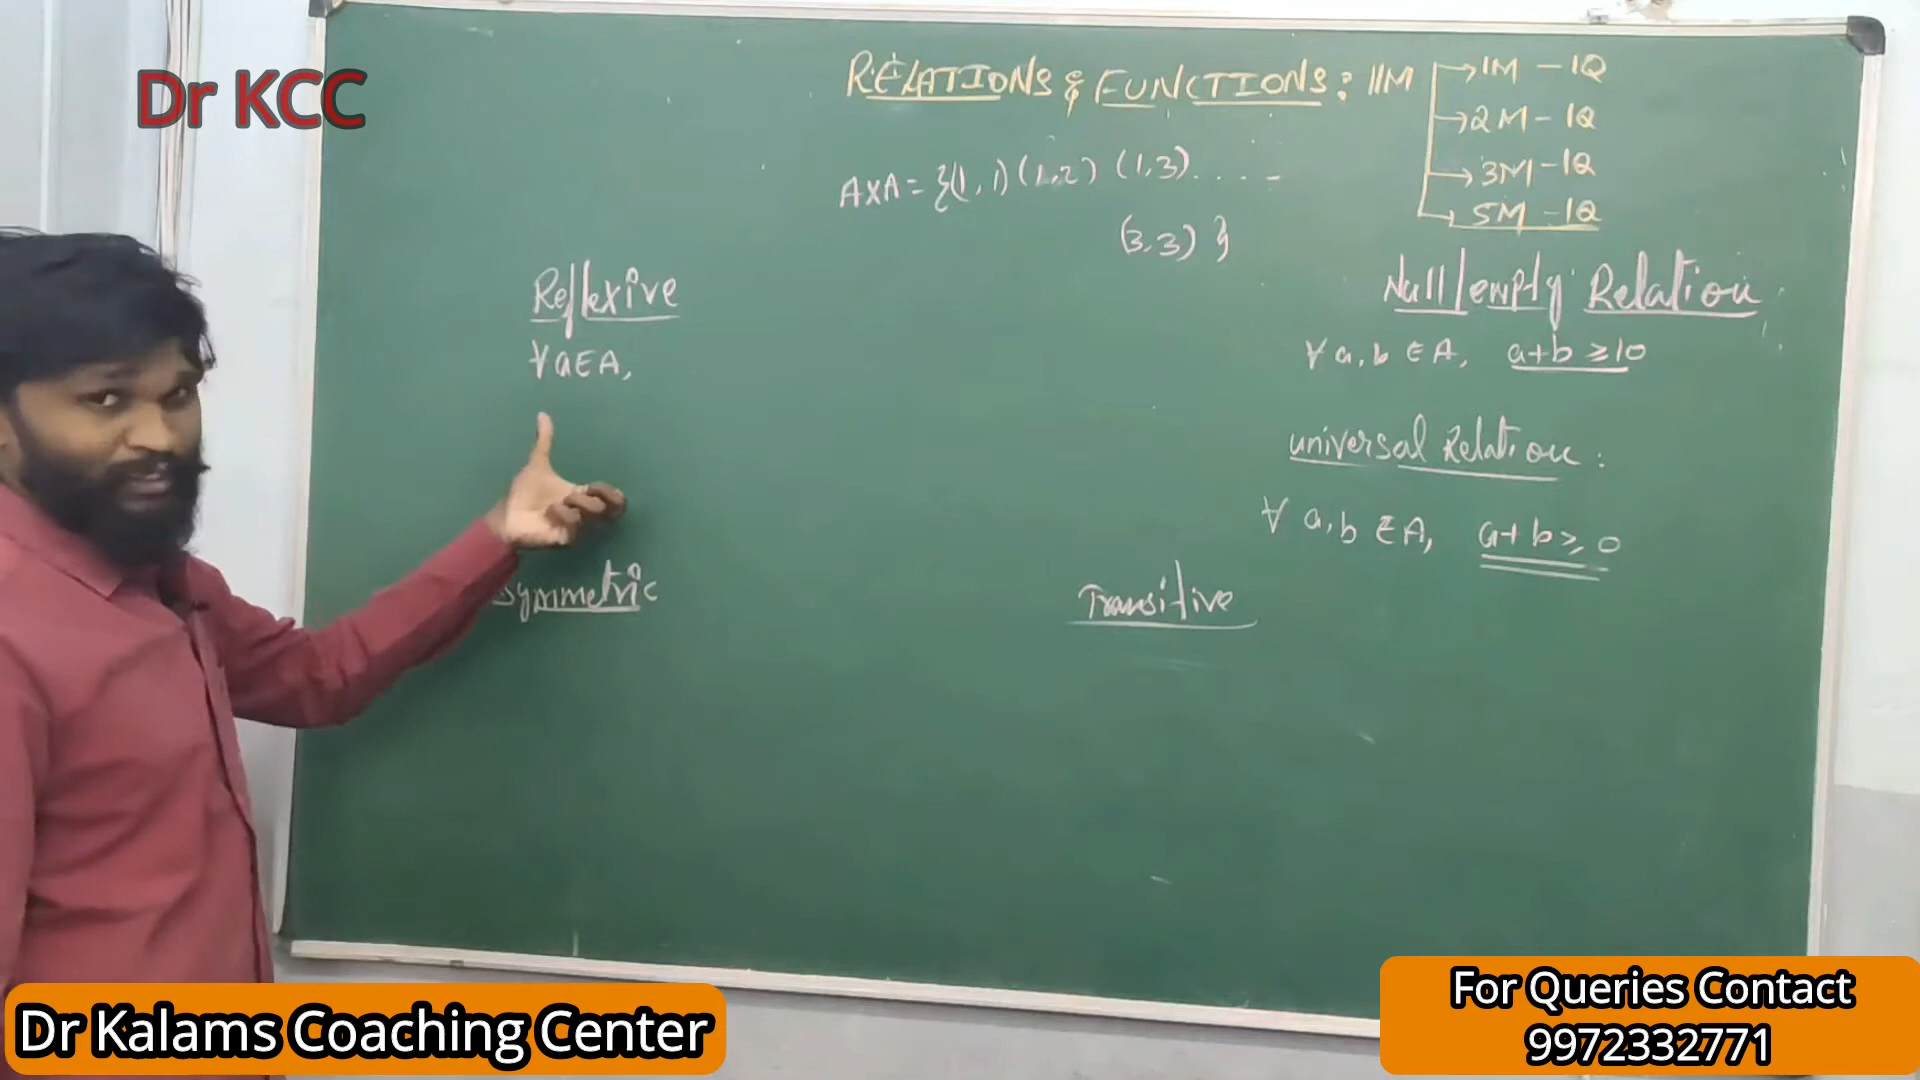 Dr KCC
RELATIONS & FUNCTIONS: 11M
→1M - 1Q
→2M - 1Q
→3M - 1Q
→5M - 1Q
A×A = {(1,1) (1,2) (1,3) . . . . -
(3,3) }
Reflexive
∀a∈A,
Null/empty Relation
∀ a,b ∈ A, a+b ≥10
universal Relation :
∀ a,b ∈ A, a+b ≥ 0
Symmetric
Transitive
Dr Kalams Coaching Center
For Queries Contact
9972332771